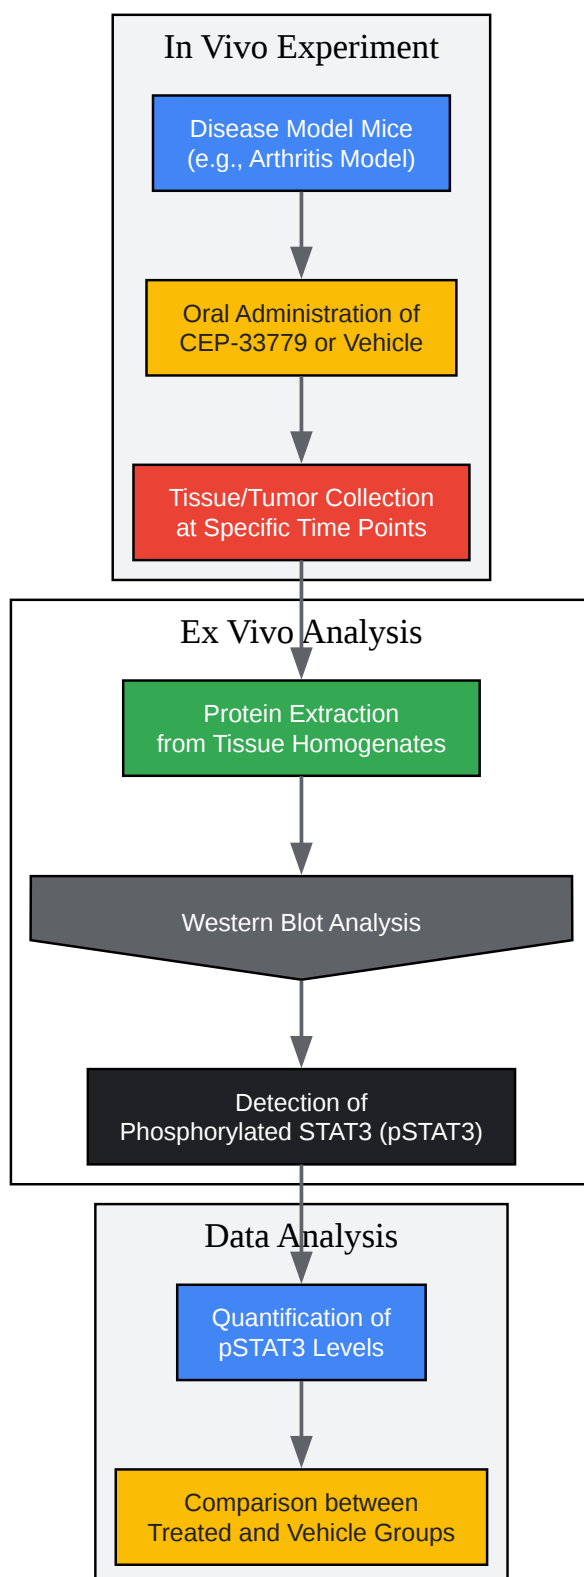 In Vivo Experiment
Disease Model Mice
(e.g., Arthritis Model)
Oral Administration of
CEP-33779 or Vehicle
Tissue/Tumor Collection
at Specific Time Points
Ex Vivo Analysis
Protein Extraction
from Tissue Homogenates
Western Blot Analysis
Detection of
Phosphorylated STAT3 (pSTAT3)
Data Analysis
Quantification of
pSTAT3 Levels
Comparison between
Treated and Vehicle Groups